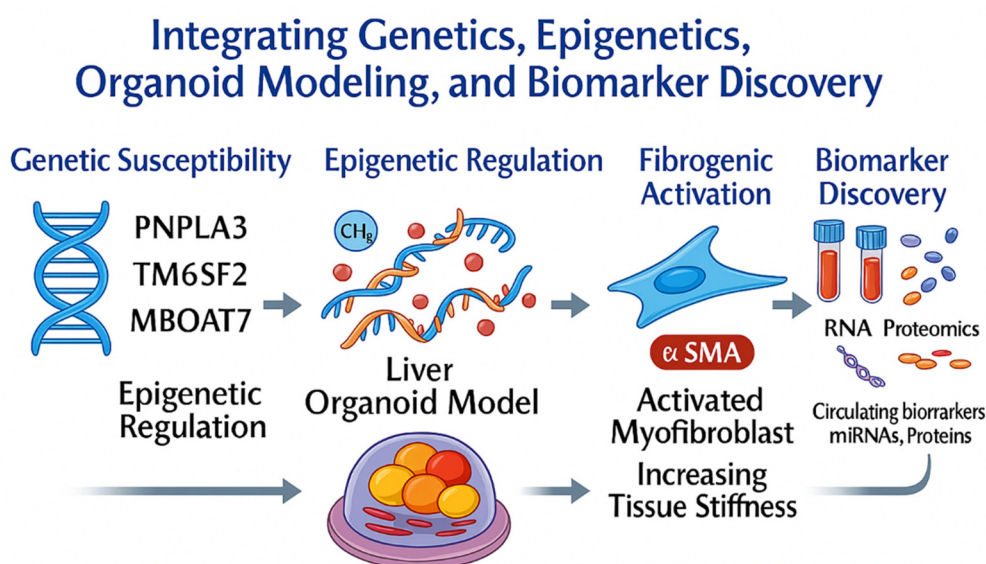 Integrating Genetics, Epigenetics,
Organoid Modeling, and Biomarker Discovery
Genetic Susceptibility
PNPLA3
TM6SF2
MBOAT7
Epigenetic
Regulation
Epigenetic Regulation
CHg
Liver
Organoid Model
Fibrogenic
Activation
α SMA
Activated
Myofibroblast
Increasing
Tissue Stiffness
Biomarker
Discovery
RNA Proteomics
Circulating biorrarkers
miRNAs, Proteins